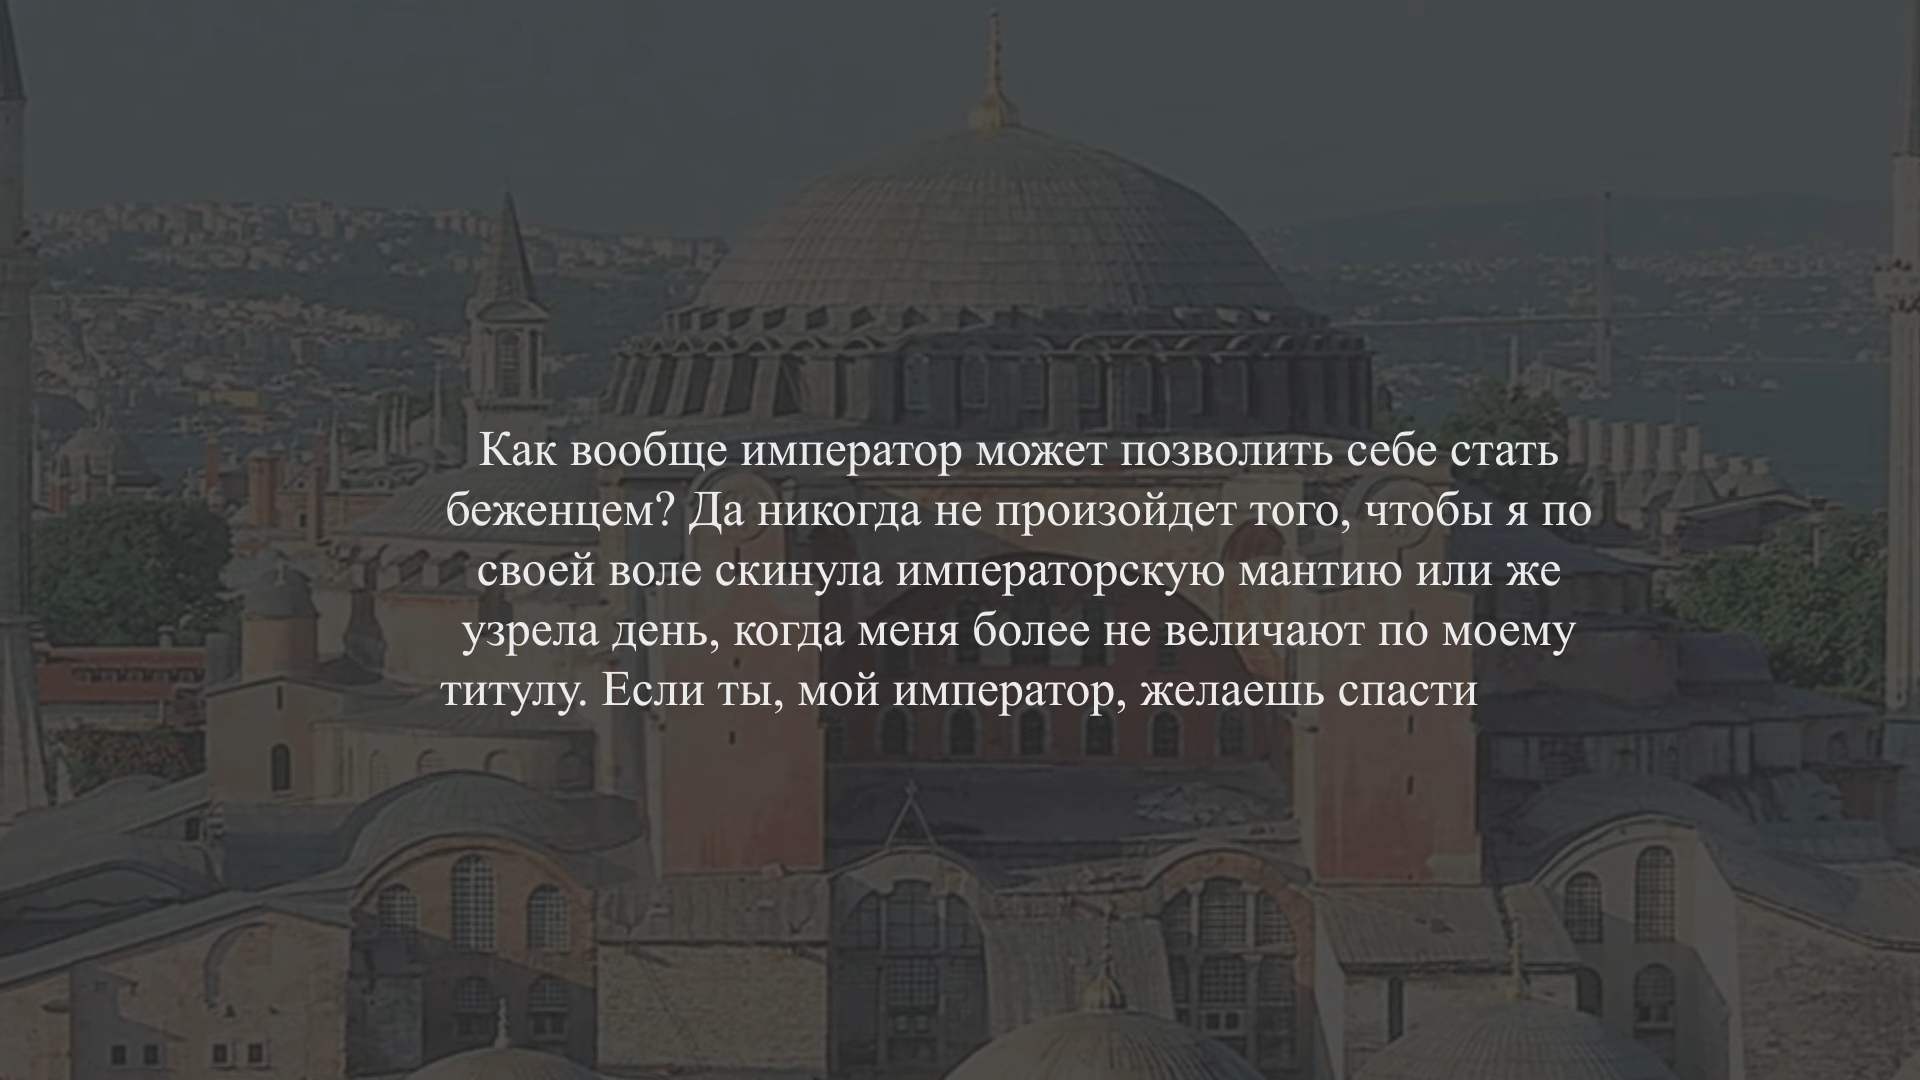 Как вообще император может позволить себе стать
беженцем? Да никогда не произойдет того, чтобы я по
своей воле скинула императорскую мантию или же
узрела день, когда меня более не величают по моему
титулу. Если ты, мой император, желаешь спасти